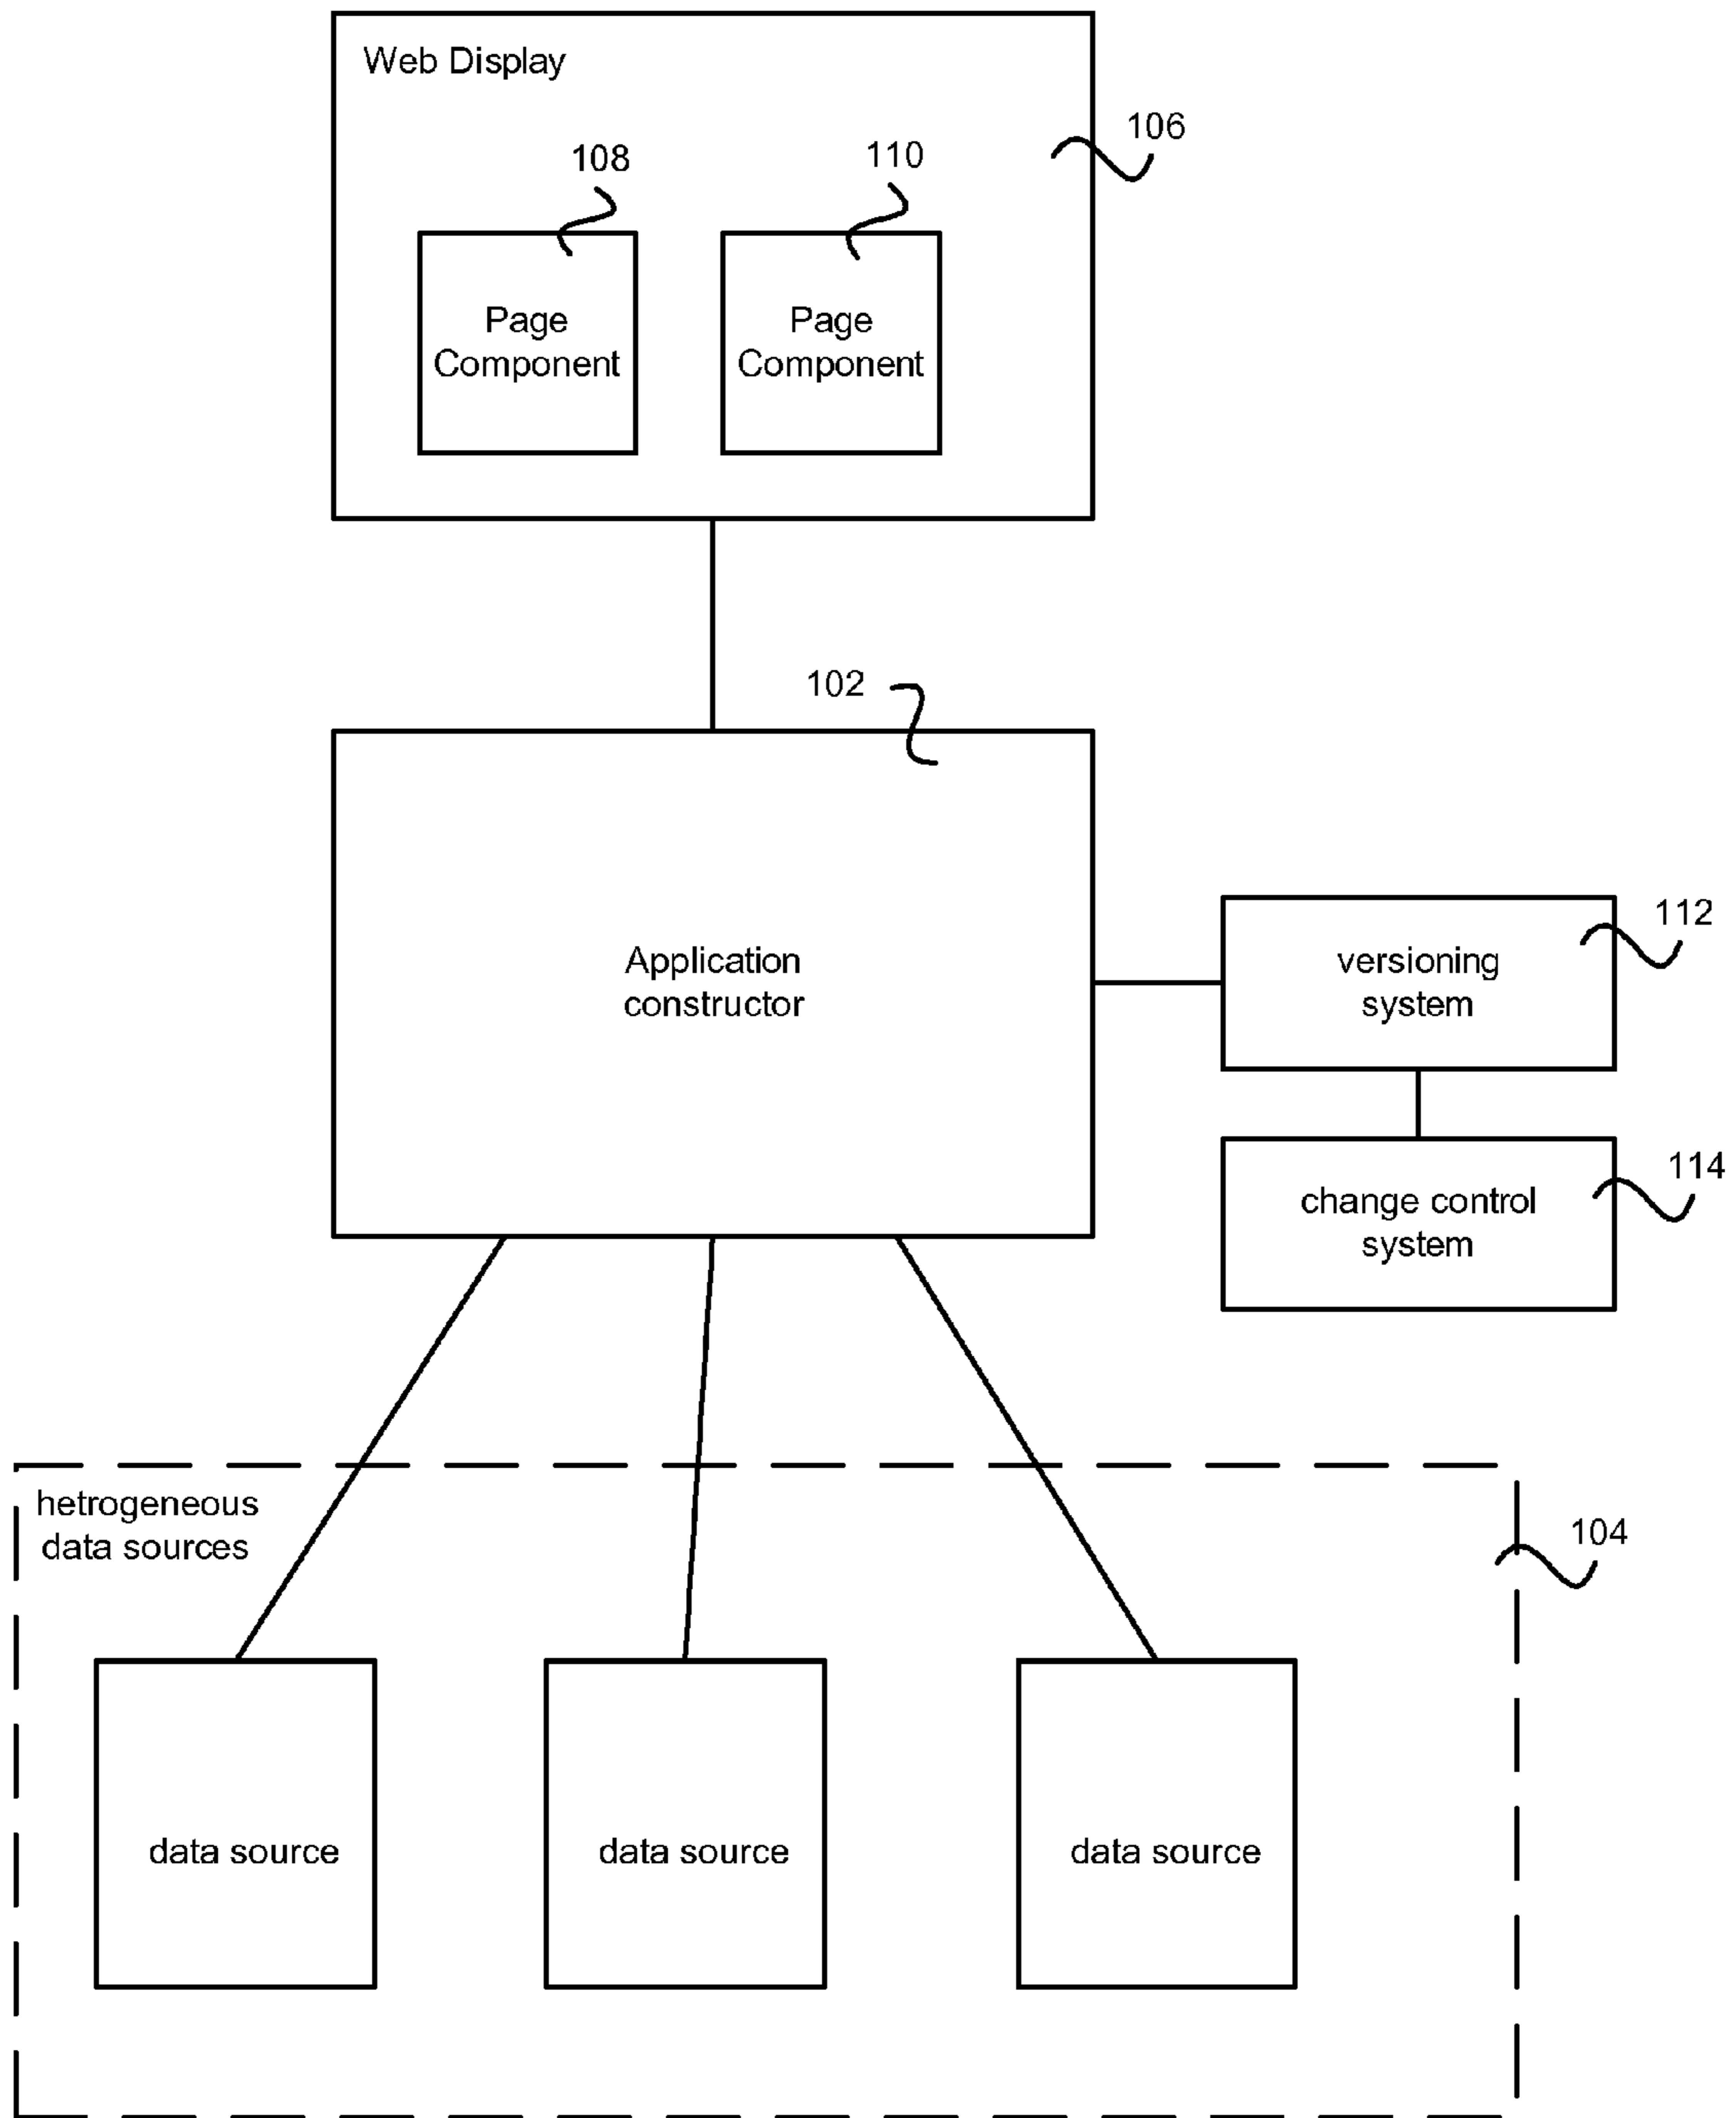 Web Display
106
108
110
Page
Component
Page
Component
102
Application
constructor
112
versioning
system
114
change control
system
hetrogeneous
data sources
104
data source
data source
data source